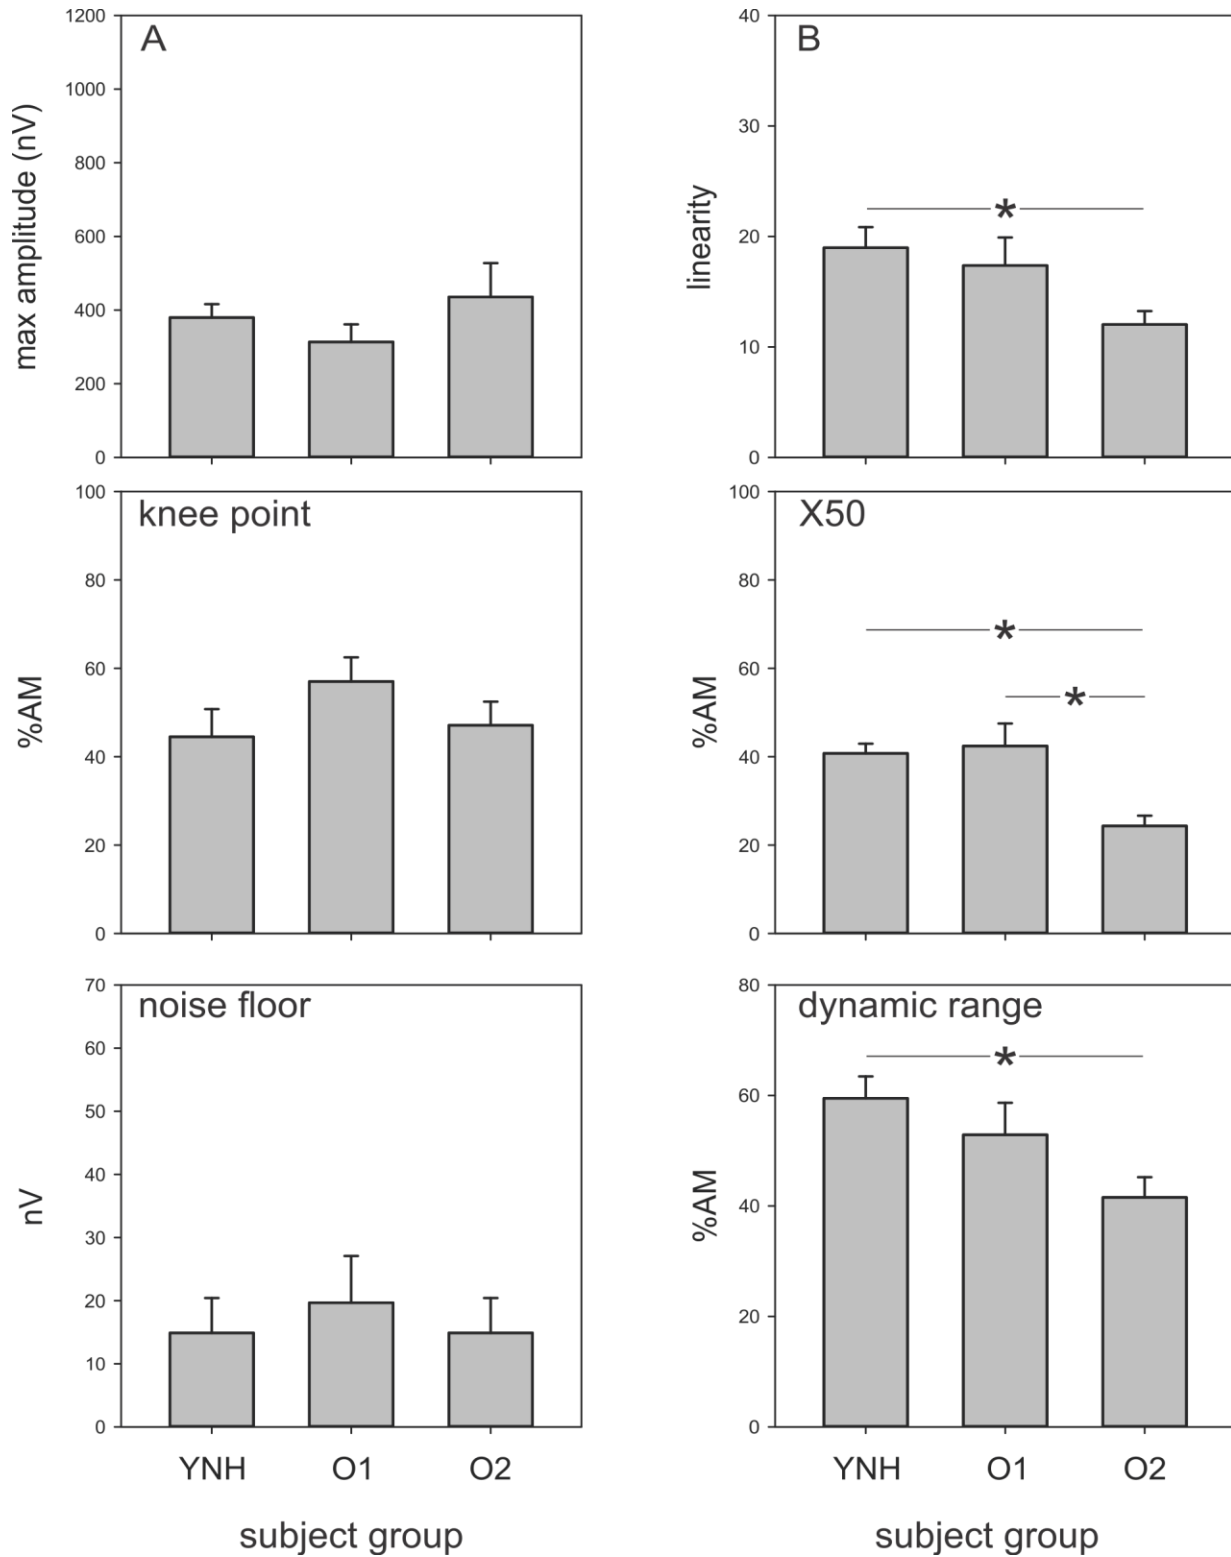 A
max amplitude (nV)
1200
1000
800
600
400
200
0
B
linearity
40
30
20
10
0
*
knee point
%AM
100
80
60
40
20
0
X50
%AM
100
80
60
40
20
0
*
*
noise floor
nV
70
60
50
40
30
20
10
0
YNH O1 O2
subject group
dynamic range
%AM
80
60
40
20
0
*
YNH O1 O2
subject group